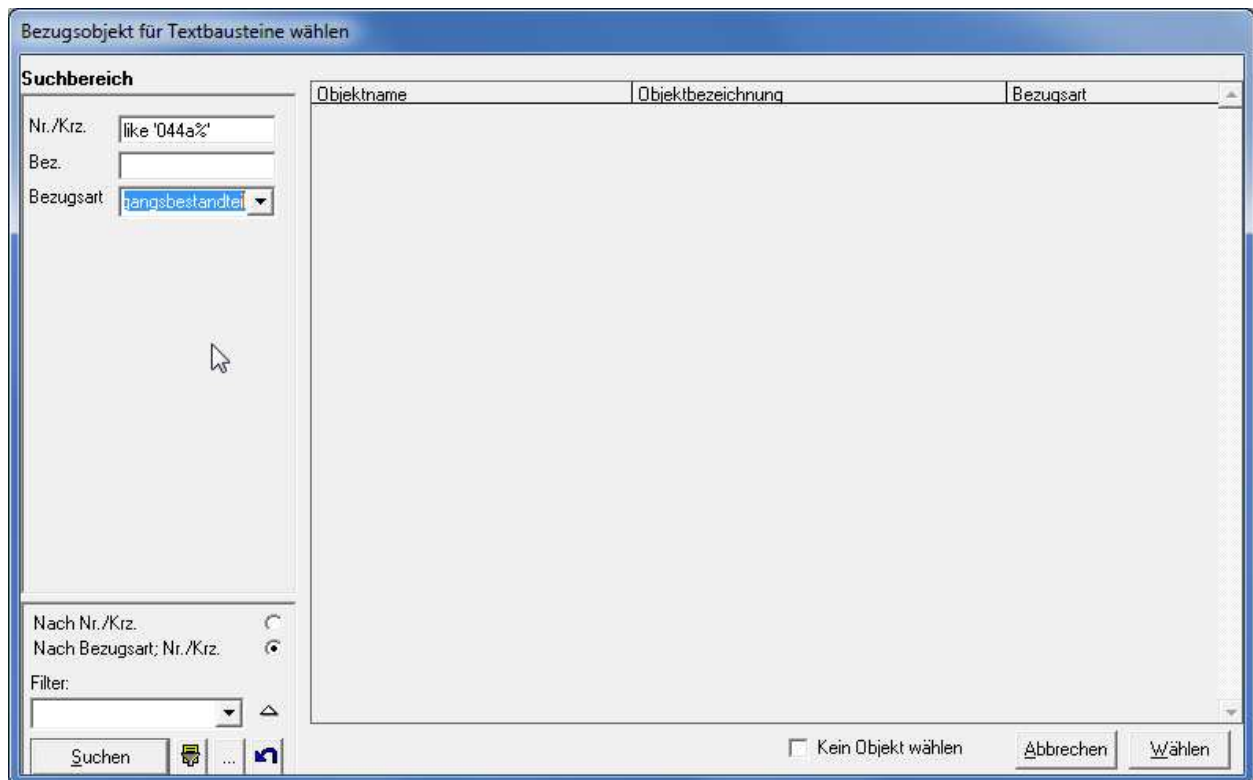 Bezugsobjekt für Textbausteine wählen
Suchbereich
Objektname Objektbezeichnung Bezugsart
Nr./Krz. like '044a%'
Bez.
Bezugsart gangsbestandtei
Nach Nr./Krz.
Nach Bezugsart; Nr./Krz.
Filter:
Suchen ... Kein Objekt wählen Abbrechen Wählen